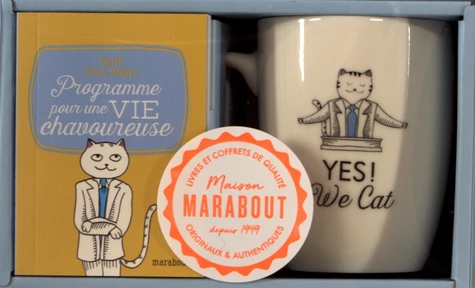 Programme
pour une VIE
chavoureuse
marabou
LIVRES ET COFFRETS DE QUALITÉ
Maison
MARABOUT
depuis 1949
ORIGINAUX & AUTHENTIQUES
YES!
We Cat